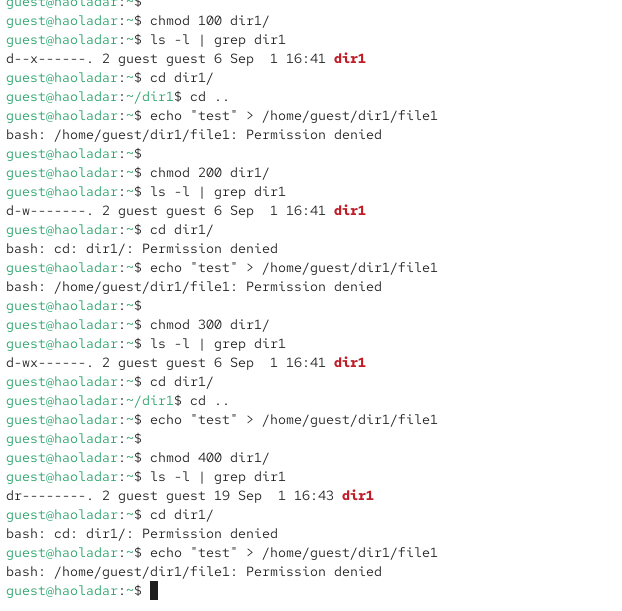 guest@haoladar:~$
guest@haoladar:~$ chmod 100 dir1/
guest@haoladar:~$ ls -l | grep dir1
d--x------. 2 guest guest 6 Sep  1 16:41 dir1
guest@haoladar:~$ cd dir1/
guest@haoladar:~/dir1$ cd ..
guest@haoladar:~$ echo "test" > /home/guest/dir1/file1
bash: /home/guest/dir1/file1: Permission denied
guest@haoladar:~$
guest@haoladar:~$ chmod 200 dir1/
guest@haoladar:~$ ls -l | grep dir1
d-w-------. 2 guest guest 6 Sep  1 16:41 dir1
guest@haoladar:~$ cd dir1/
bash: cd: dir1/: Permission denied
guest@haoladar:~$ echo "test" > /home/guest/dir1/file1
bash: /home/guest/dir1/file1: Permission denied
guest@haoladar:~$
guest@haoladar:~$ chmod 300 dir1/
guest@haoladar:~$ ls -l | grep dir1
d-wx------. 2 guest guest 6 Sep  1 16:41 dir1
guest@haoladar:~$ cd dir1/
guest@haoladar:~/dir1$ cd ..
guest@haoladar:~$ echo "test" > /home/guest/dir1/file1
guest@haoladar:~$
guest@haoladar:~$ chmod 400 dir1/
guest@haoladar:~$ ls -l | grep dir1
dr--------. 2 guest guest 19 Sep  1 16:43 dir1
guest@haoladar:~$ cd dir1/
bash: cd: dir1/: Permission denied
guest@haoladar:~$ echo "test" > /home/guest/dir1/file1
bash: /home/guest/dir1/file1: Permission denied
guest@haoladar:~$